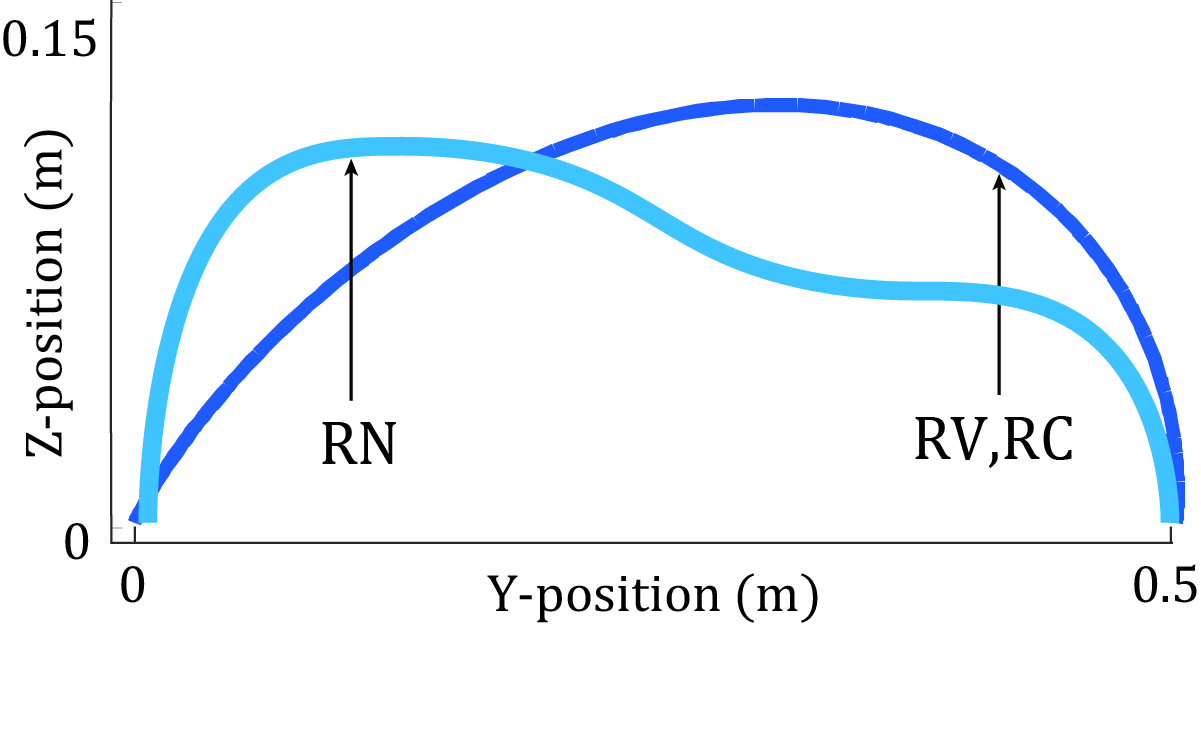 0.15
Z-position (m)
RN
RV,RC
0
0
Y-position (m)
0.5